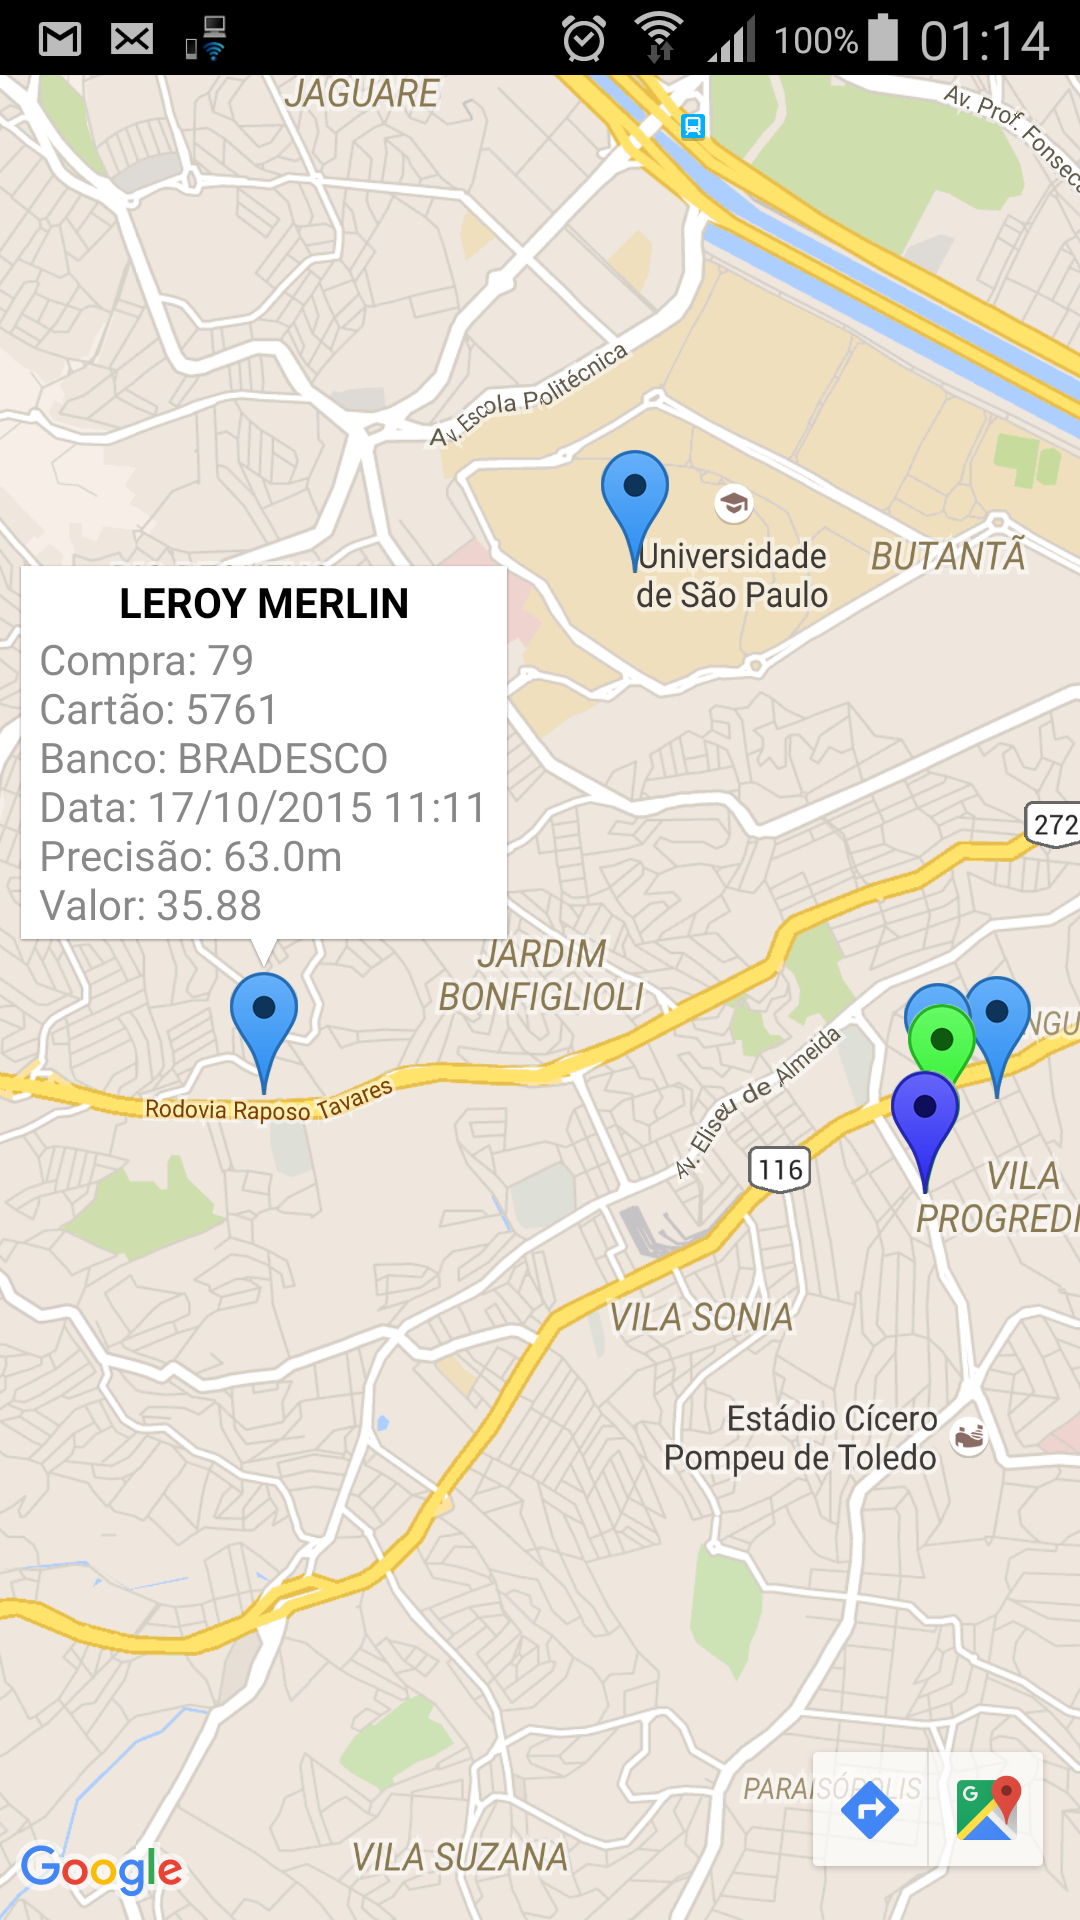 100% 01:14
JAGUARE
Av. Prof. Fonseca
Av. Escola Politécnica
Universidade
de São Paulo
BUTANTÃ
LEROY MERLIN
Compra: 79
Cartão: 5761
Banco: BRADESCO
Data: 17/10/2015 11:11
Precisão: 63.0m
Valor: 35.88
272
JARDIM
BONFIGLIOLI
NGU
Av. Eliseu de Almeida
Rodovia Raposo Tavares
116
VILA
PROGREDI
VILA SONIA
Estádio Cícero
Pompeu de Toledo
PARAISÓPOLIS
G
VILA SUZANA
Google